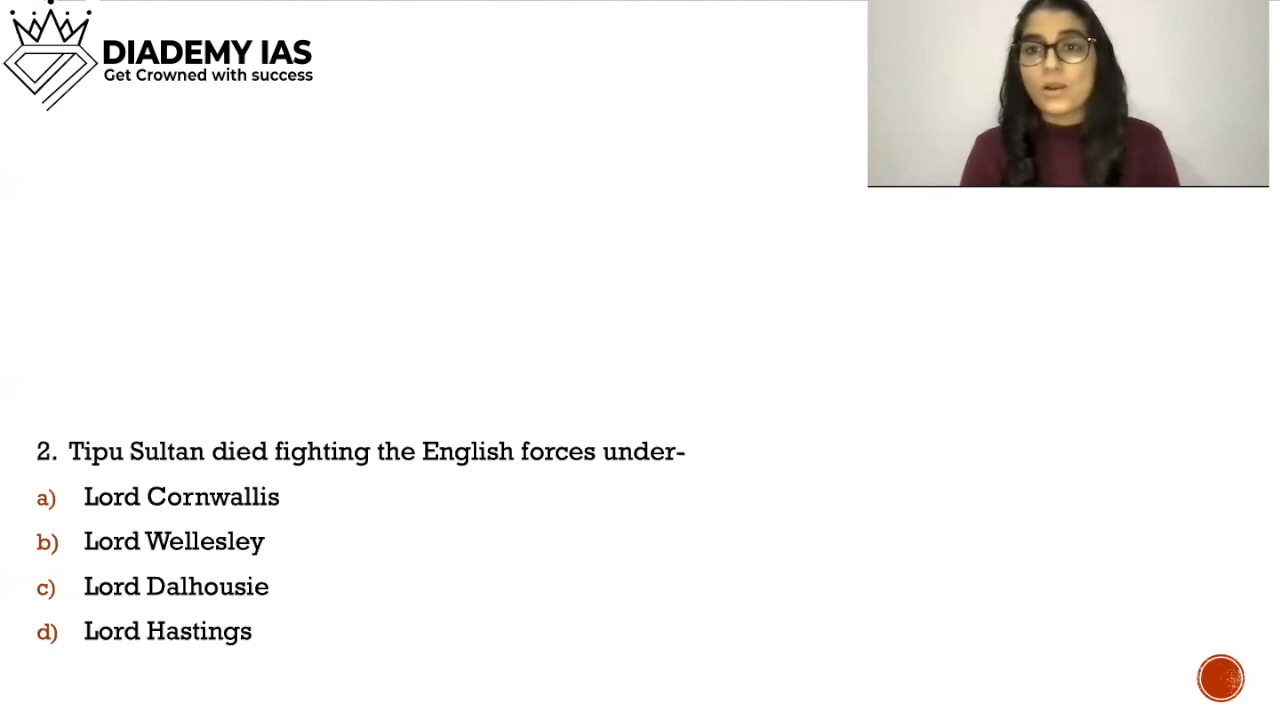 DIADEMY IAS
Get Crowned with success
2. Tipu Sultan died fighting the English forces under-
a) Lord Cornwallis
b) Lord Wellesley
c) Lord Dalhousie
d) Lord Hastings